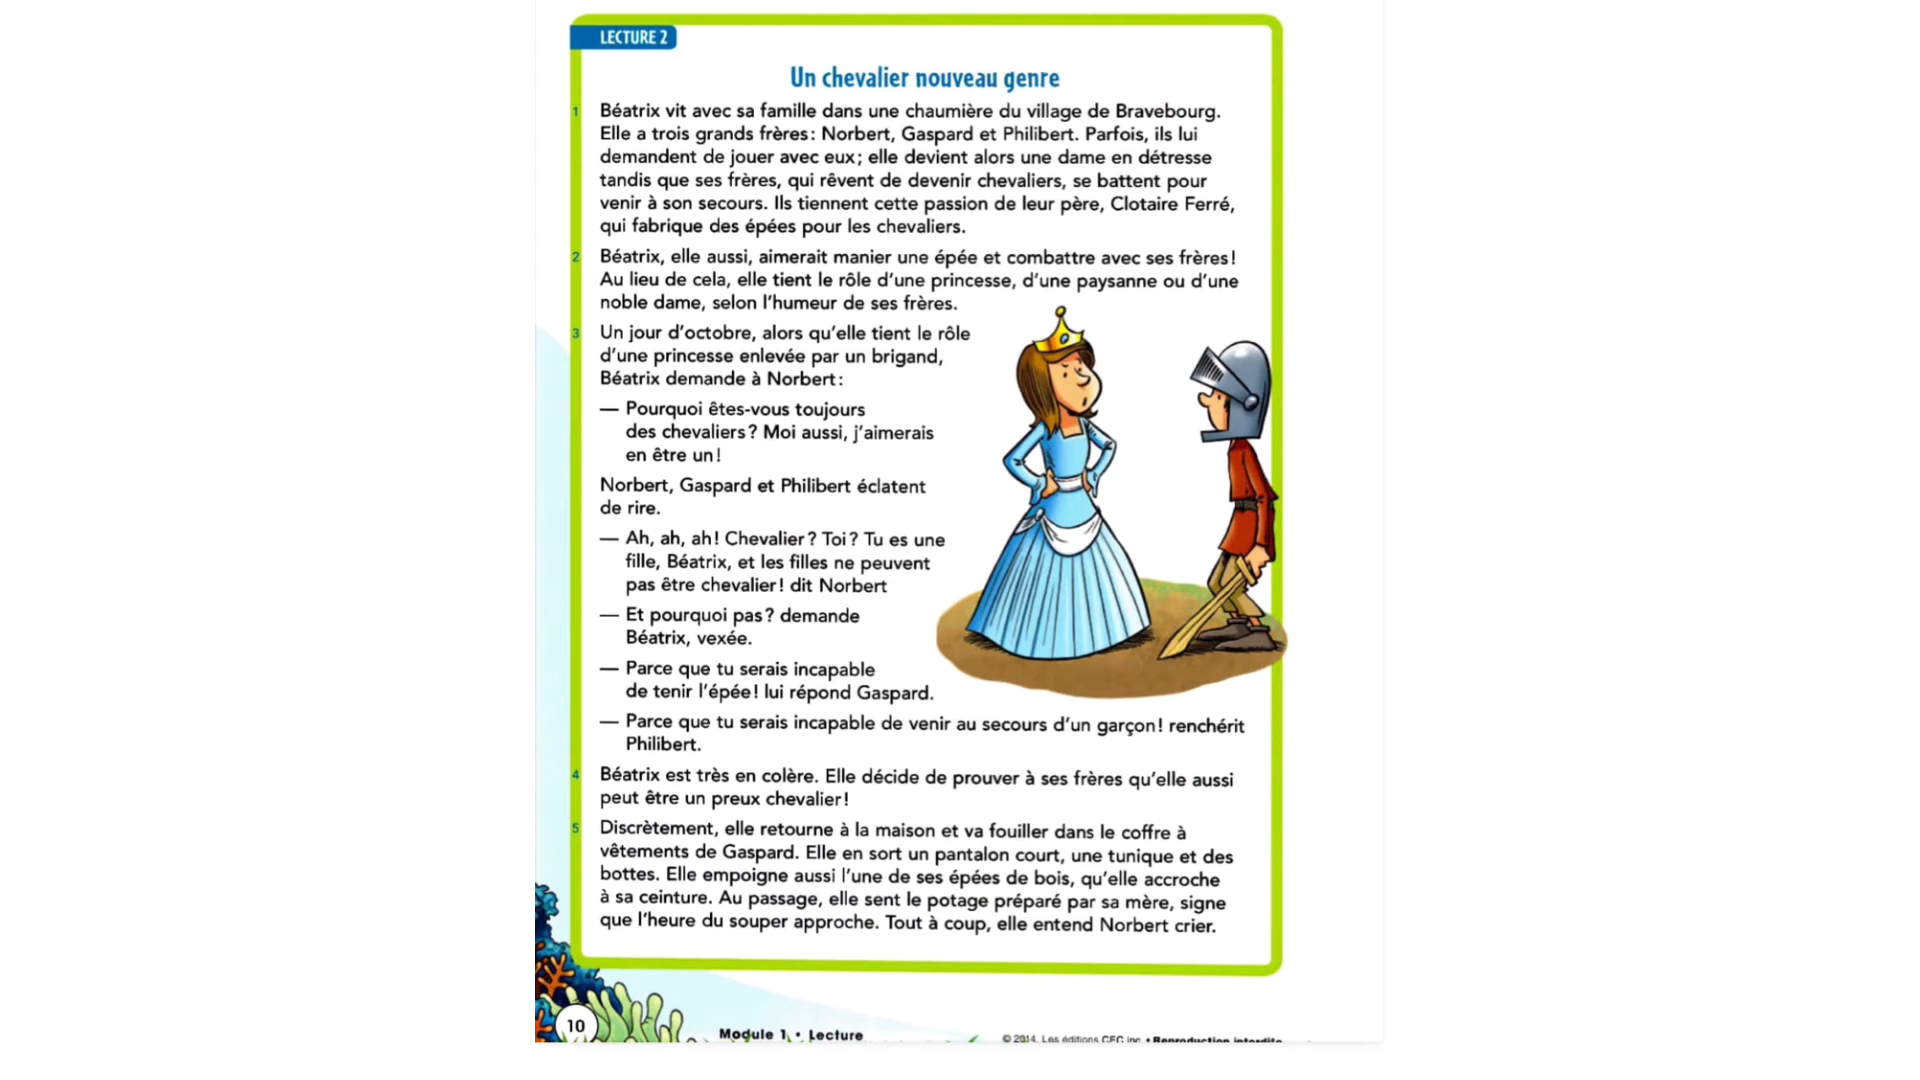 LECTURE 2
Un chevalier nouveau genre
1 Béatrix vit avec sa famille dans une chaumière du village de Bravebourg.
Elle a trois grands frères : Norbert, Gaspard et Philibert. Parfois, ils lui
demandent de jouer avec eux ; elle devient alors une dame en détresse
tandis que ses frères, qui rêvent de devenir chevaliers, se battent pour
venir à son secours. Ils tiennent cette passion de leur père, Clotaire Ferré,
qui fabrique des épées pour les chevaliers.
2 Béatrix, elle aussi, aimerait manier une épée et combattre avec ses frères !
Au lieu de cela, elle tient le rôle d'une princesse, d'une paysanne ou d'une
noble dame, selon l'humeur de ses frères.
3 Un jour d'octobre, alors qu'elle tient le rôle
d'une princesse enlevée par un brigand,
Béatrix demande à Norbert :
— Pourquoi êtes-vous toujours
des chevaliers ? Moi aussi, j'aimerais
en être un !
Norbert, Gaspard et Philibert éclatent
de rire.
— Ah, ah, ah ! Chevalier ? Toi ? Tu es une
fille, Béatrix, et les filles ne peuvent
pas être chevalier ! dit Norbert
— Et pourquoi pas ? demande
Béatrix, vexée.
— Parce que tu serais incapable
de tenir l'épée ! lui répond Gaspard.
— Parce que tu serais incapable de venir au secours d'un garçon ! renchérit
Philibert.
4 Béatrix est très en colère. Elle décide de prouver à ses frères qu'elle aussi
peut être un preux chevalier !
5 Discrètement, elle retourne à la maison et va fouiller dans le coffre à
vêtements de Gaspard. Elle en sort un pantalon court, une tunique et des
bottes. Elle empoigne aussi l'une de ses épées de bois, qu'elle accroche
à sa ceinture. Au passage, elle sent le potage préparé par sa mère, signe
que l'heure du souper approche. Tout à coup, elle entend Norbert crier.
10
Module 1 • Lecture
© 2014, Les éditions CEC inc. • Reproduction interdite